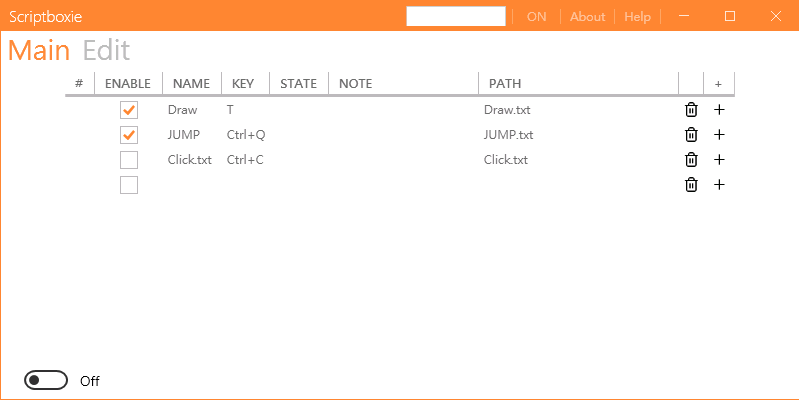 Scriptboxie ON About Help
Main Edit
# ENABLE NAME KEY STATE NOTE PATH +
Draw T Draw.txt
JUMP Ctrl+Q JUMP.txt
Click.txt Ctrl+C Click.txt
Off